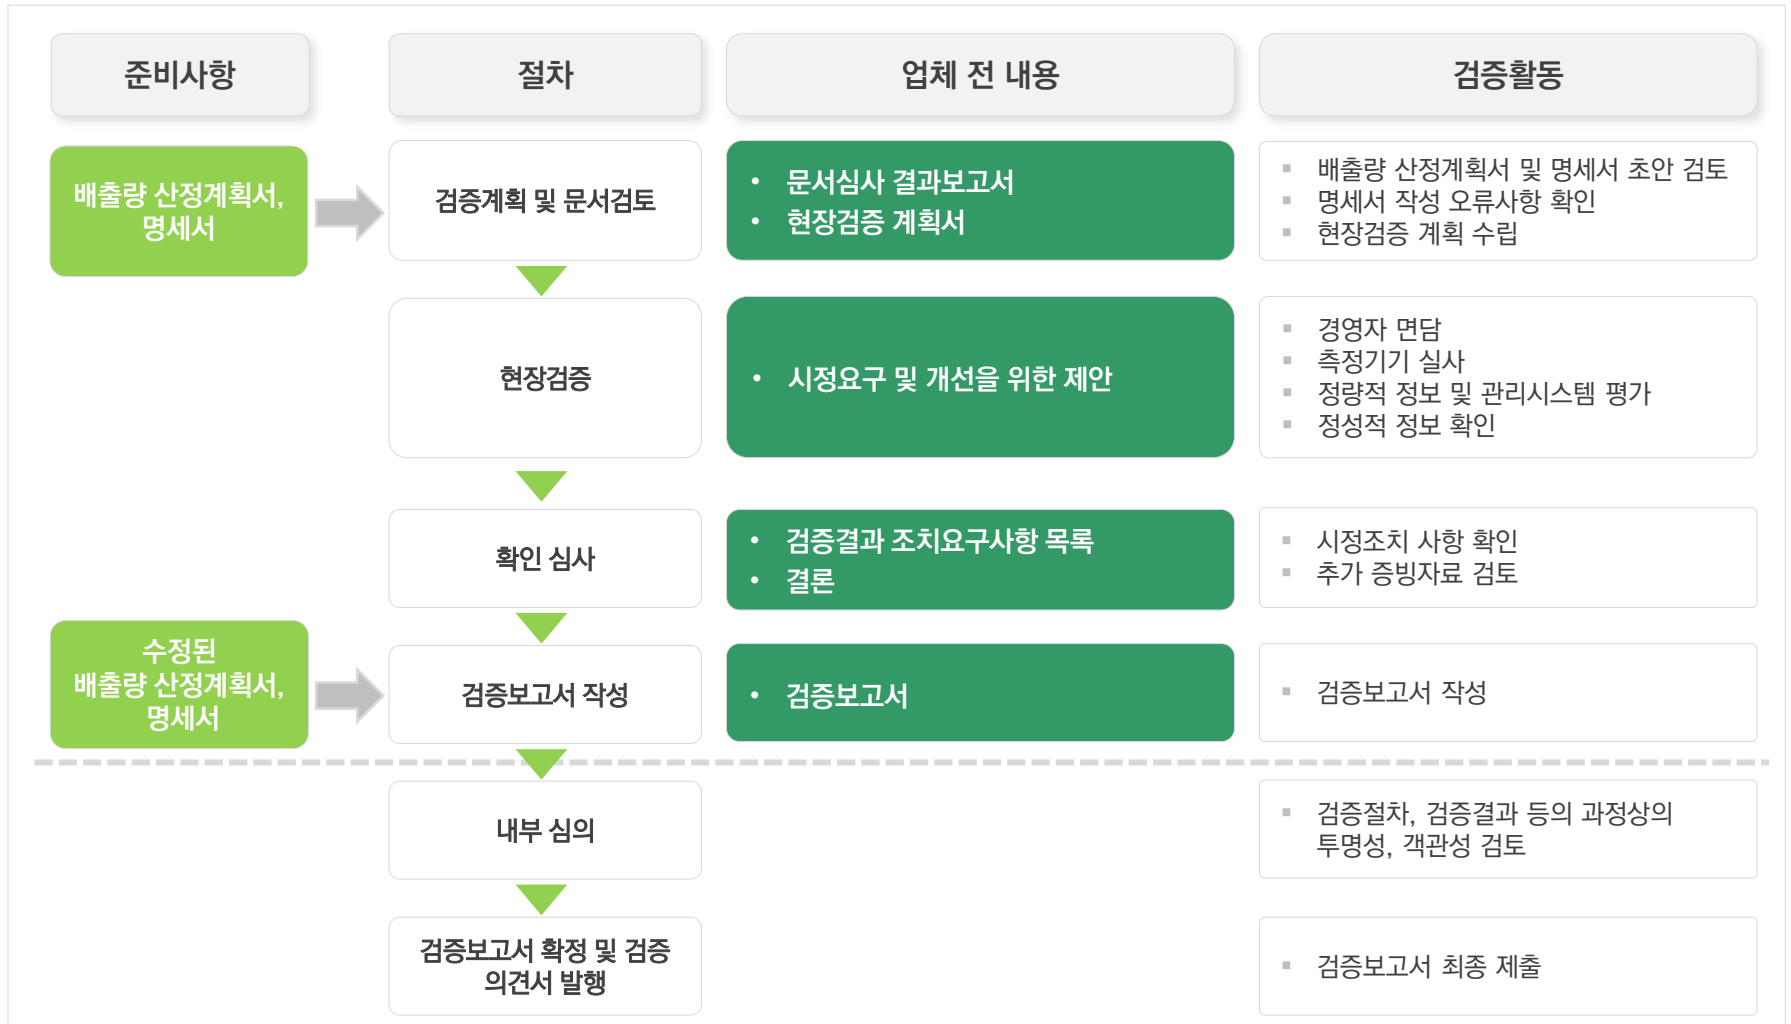 준비사항
절차
업체 전 내용
검증활동
배출량 산정계획서,
명세서
검증계획 및 문서검토
• 문서심사 결과보고서
• 현장검증 계획서
▪ 배출량 산정계획서 및 명세서 초안 검토
▪ 명세서 작성 오류사항 확인
▪ 현장검증 계획 수립
현장검증
• 시정요구 및 개선을 위한 제안
▪ 경영자 면담
▪ 측정기기 실사
▪ 정량적 정보 및 관리시스템 평가
▪ 정성적 정보 확인
확인 심사
• 검증결과 조치요구사항 목록
• 결론
▪ 시정조치 사항 확인
▪ 추가 증빙자료 검토
수정된
배출량 산정계획서,
명세서
검증보고서 작성
• 검증보고서
▪ 검증보고서 작성
내부 심의
▪ 검증절차, 검증결과 등의 과정상의
투명성, 객관성 검토
검증보고서 확정 및 검증
의견서 발행
▪ 검증보고서 최종 제출